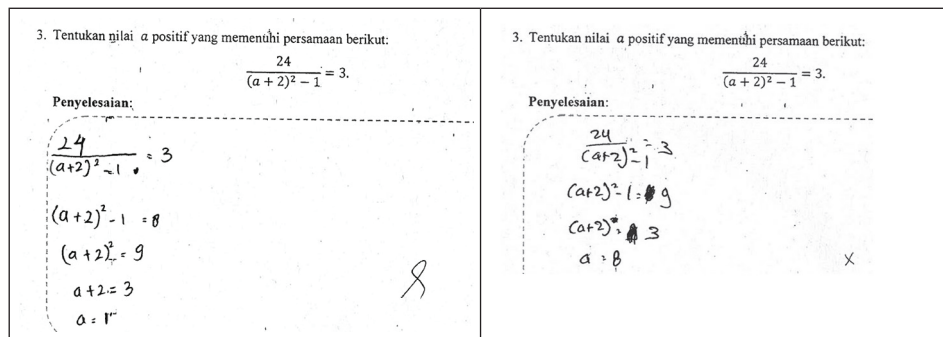 3. Tentukan nilai a positif yang memenuhi persamaan berikut:
24
(a + 2)² − 1
= 3.
Penyelesaian:
24
(a+2)² - 1
= 3
(a+2)² - 1 = 8
(a+2)² = 9
a+2 = 3
a = 1
3. Tentukan nilai a positif yang memenuhi persamaan berikut:
24
(a + 2)² − 1
= 3.
Penyelesaian:
24
(a+2)² - 1
= 3
(a+2)² - 1 = 9
(a+2)² = 3
a = 8
X